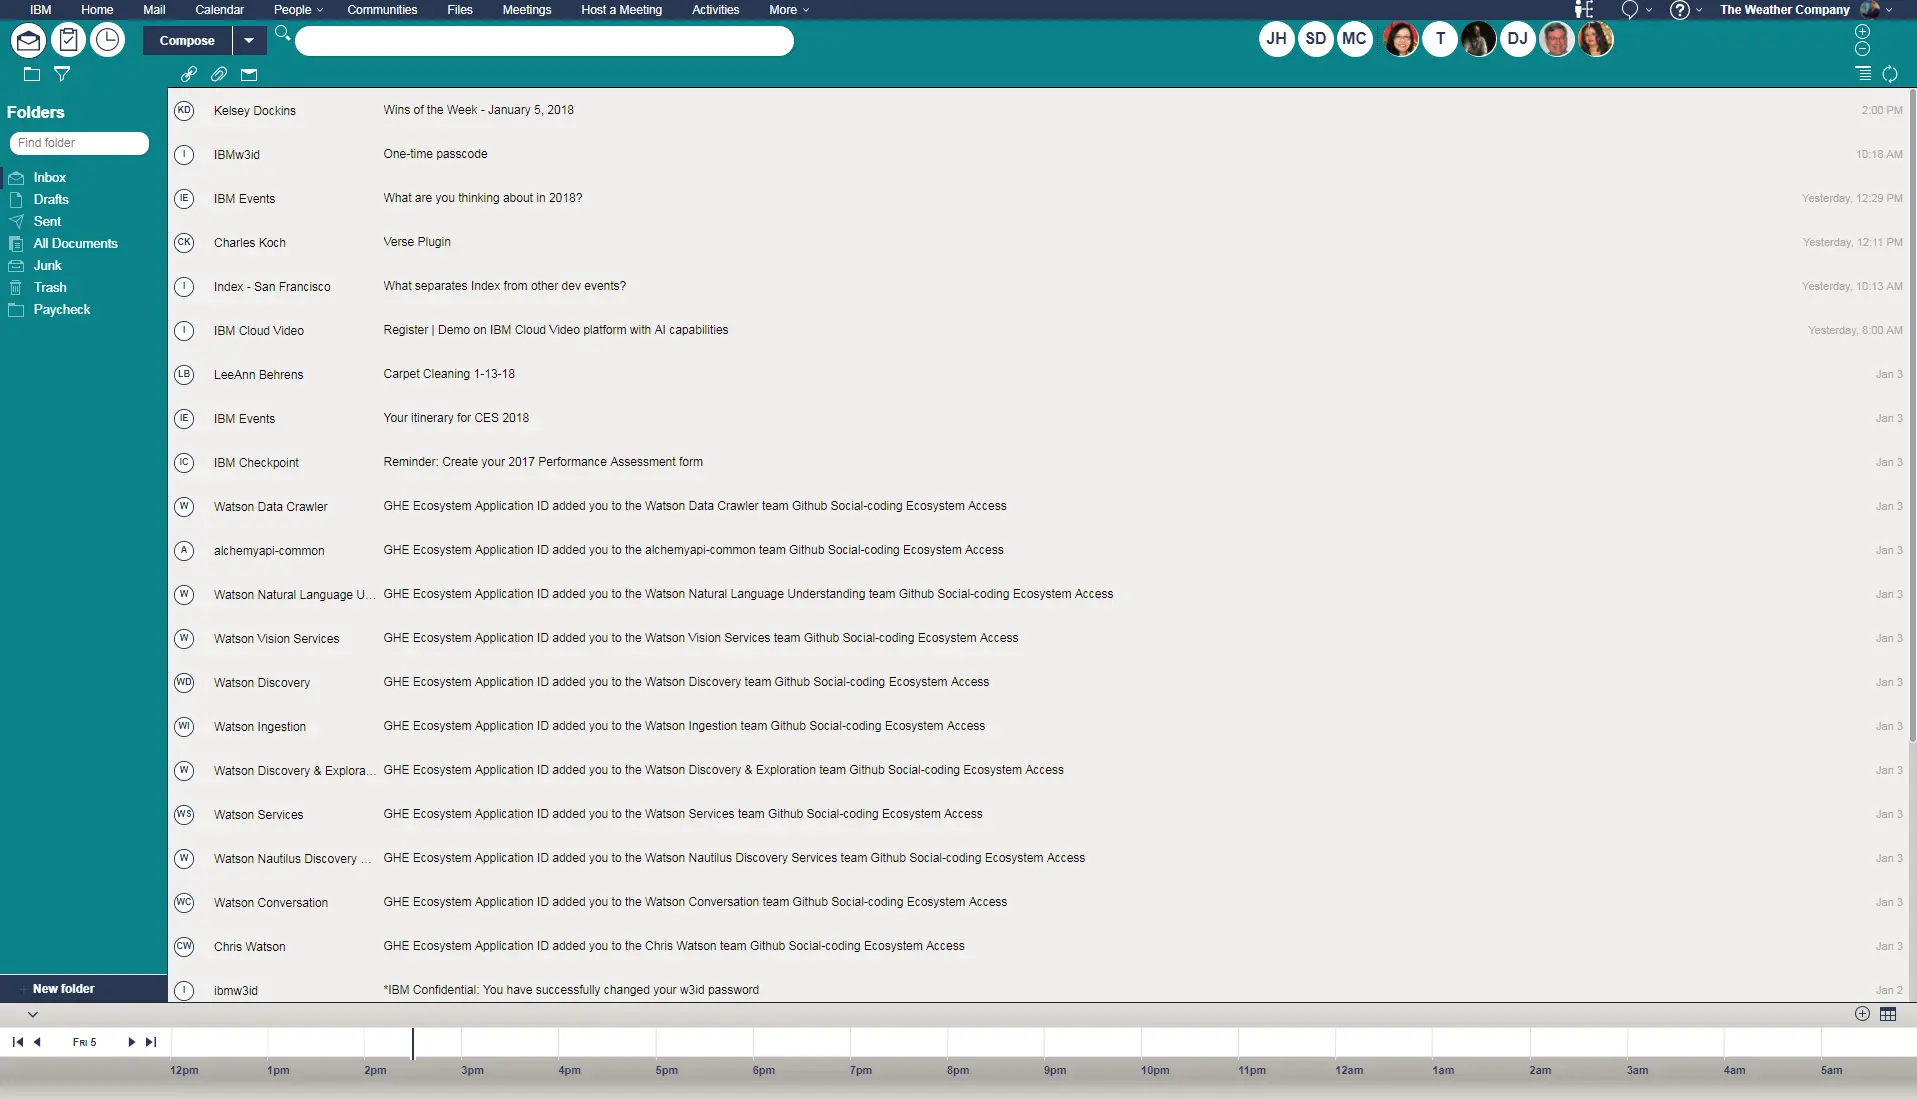 IBM Home Mail Calendar People Communities Files Meetings Host a Meeting Activities More ? The Weather Company
Compose
JH SD MC T DJ
Folders
Find folder
Inbox
Drafts
Sent
All Documents
Junk
Trash
Paycheck
+ New folder
KD Kelsey Dockins Wins of the Week - January 5, 2018 2:00 PM
I IBMw3id One-time passcode 10:18 AM
IE IBM Events What are you thinking about in 2018? Yesterday, 12:29 PM
CK Charles Koch Verse Plugin Yesterday, 12:11 PM
I Index - San Francisco What separates Index from other dev events? Yesterday, 10:13 AM
I IBM Cloud Video Register | Demo on IBM Cloud Video platform with AI capabilities Yesterday, 8:00 AM
LB LeeAnn Behrens Carpet Cleaning 1-13-18 Jan 3
IE IBM Events Your itinerary for CES 2018 Jan 3
IC IBM Checkpoint Reminder: Create your 2017 Performance Assessment form Jan 3
W Watson Data Crawler GHE Ecosystem Application ID added you to the Watson Data Crawler team Github Social-coding Ecosystem Access Jan 3
A alchemyapi-common GHE Ecosystem Application ID added you to the alchemyapi-common team Github Social-coding Ecosystem Access Jan 3
W Watson Natural Language U... GHE Ecosystem Application ID added you to the Watson Natural Language Understanding team Github Social-coding Ecosystem Access Jan 3
W Watson Vision Services GHE Ecosystem Application ID added you to the Watson Vision Services team Github Social-coding Ecosystem Access Jan 3
WD Watson Discovery GHE Ecosystem Application ID added you to the Watson Discovery team Github Social-coding Ecosystem Access Jan 3
WI Watson Ingestion GHE Ecosystem Application ID added you to the Watson Ingestion team Github Social-coding Ecosystem Access Jan 3
W Watson Discovery & Explora... GHE Ecosystem Application ID added you to the Watson Discovery & Exploration team Github Social-coding Ecosystem Access Jan 3
WS Watson Services GHE Ecosystem Application ID added you to the Watson Services team Github Social-coding Ecosystem Access Jan 3
W Watson Nautilus Discovery ... GHE Ecosystem Application ID added you to the Watson Nautilus Discovery Services team Github Social-coding Ecosystem Access Jan 3
WC Watson Conversation GHE Ecosystem Application ID added you to the Watson Conversation team Github Social-coding Ecosystem Access Jan 3
CW Chris Watson GHE Ecosystem Application ID added you to the Chris Watson team Github Social-coding Ecosystem Access Jan 3
I ibmw3id *IBM Confidential: You have successfully changed your w3id password Jan 2
FRI 5
12pm 1pm 2pm 3pm 4pm 5pm 6pm 7pm 8pm 9pm 10pm 11pm 12am 1am 2am 3am 4am 5am